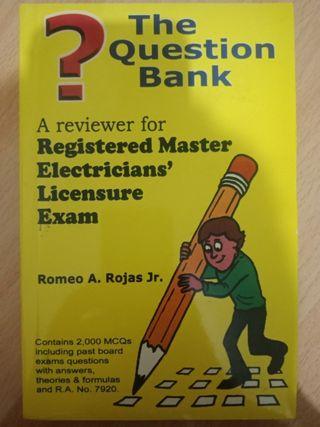 ?
The
Question
Bank
A reviewer for
Registered Master
Electricians'
Licensure
Exam
Romeo A. Rojas Jr.
Contains 2,000 MCQs
including past board
exams questions
with answers,
theories & formulas
and R.A. No. 7920.